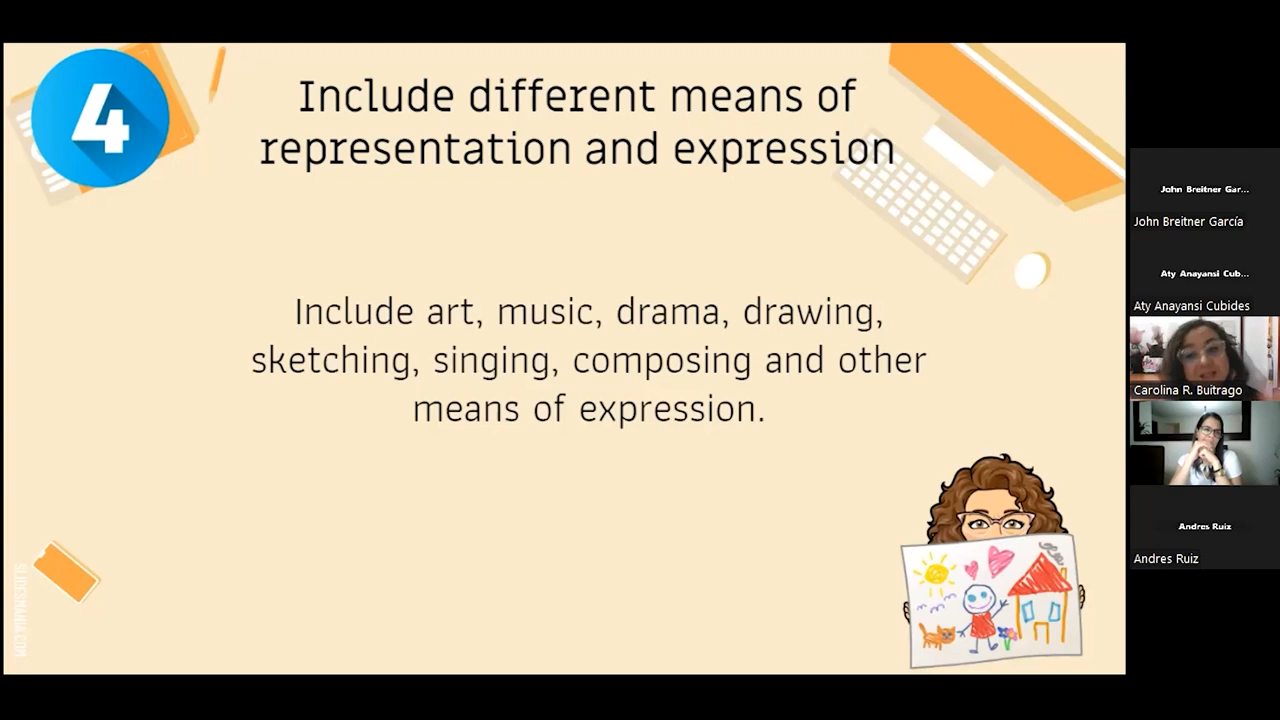 4
Include different means of
representation and expression
Include art, music, drama, drawing,
sketching, singing, composing and other
means of expression.
SLIDESMANIA.COM
John Breitner Gar...
John Breitner García
Aty Anayansi Cub...
Aty Anayansi Cubides
Carolina R. Buitrago
Andres Ruiz
Andres Ruiz